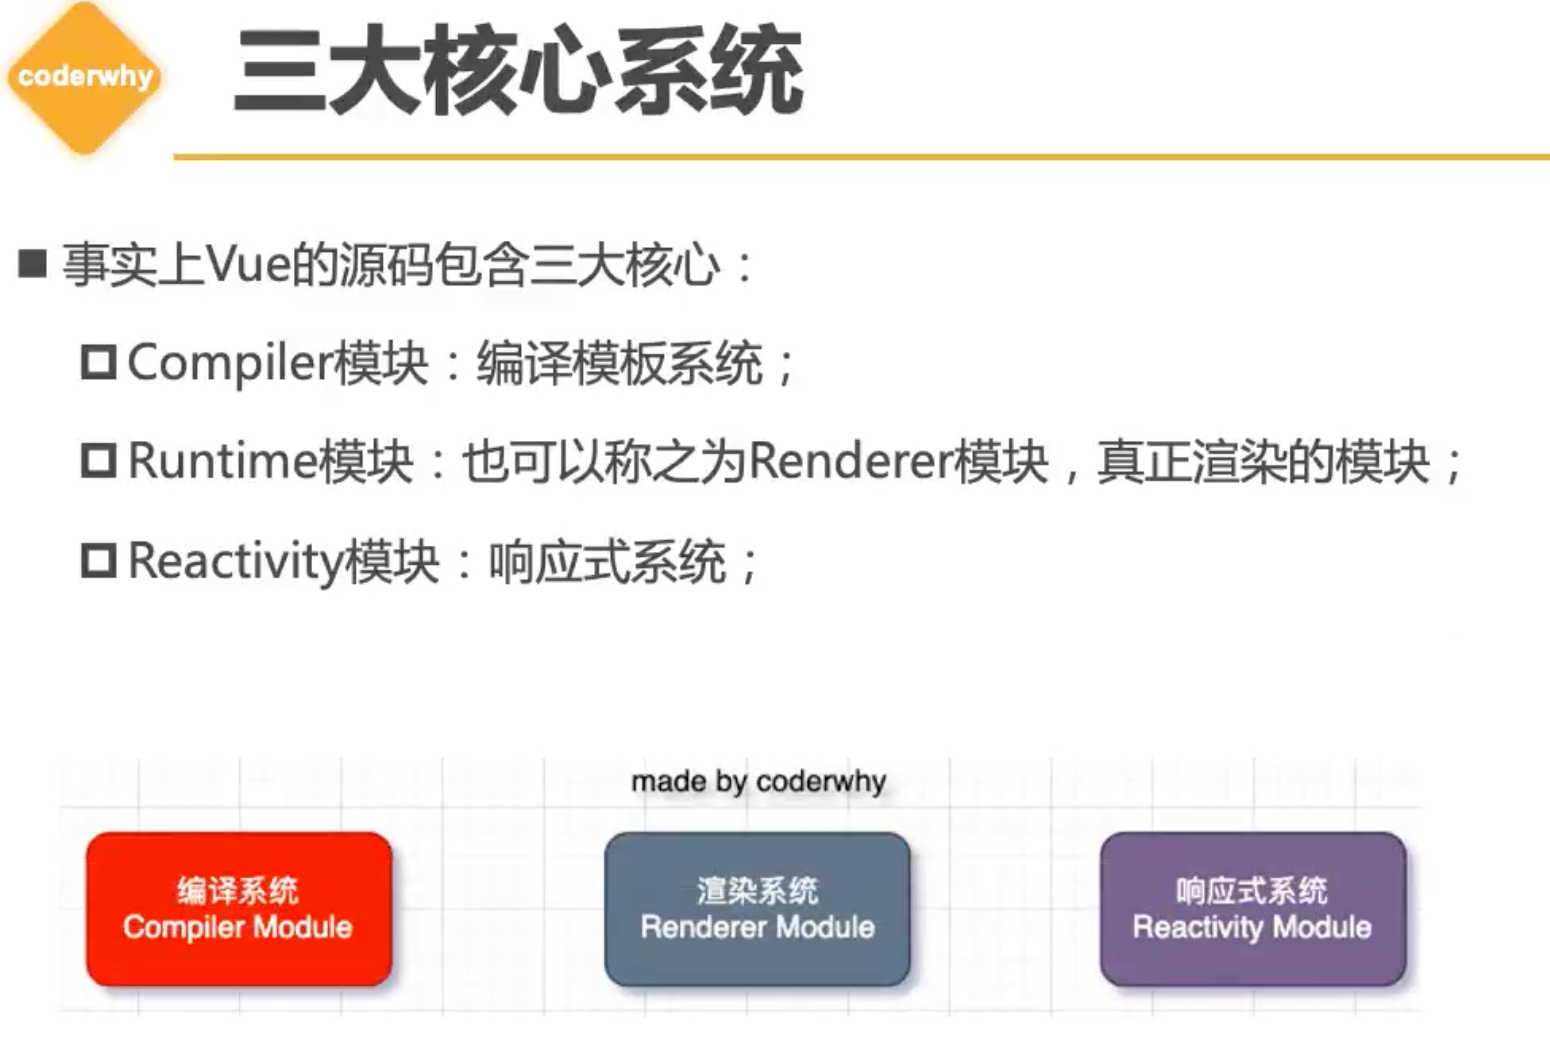 coderwhy
三大核心系统
事实上Vue的源码包含三大核心：
Compiler模块：编译模板系统；
Runtime模块：也可以称之为Renderer模块，真正渲染的模块；
Reactivity模块：响应式系统；
made by coderwhy
编译系统
Compiler Module
渲染系统
Renderer Module
响应式系统
Reactivity Module